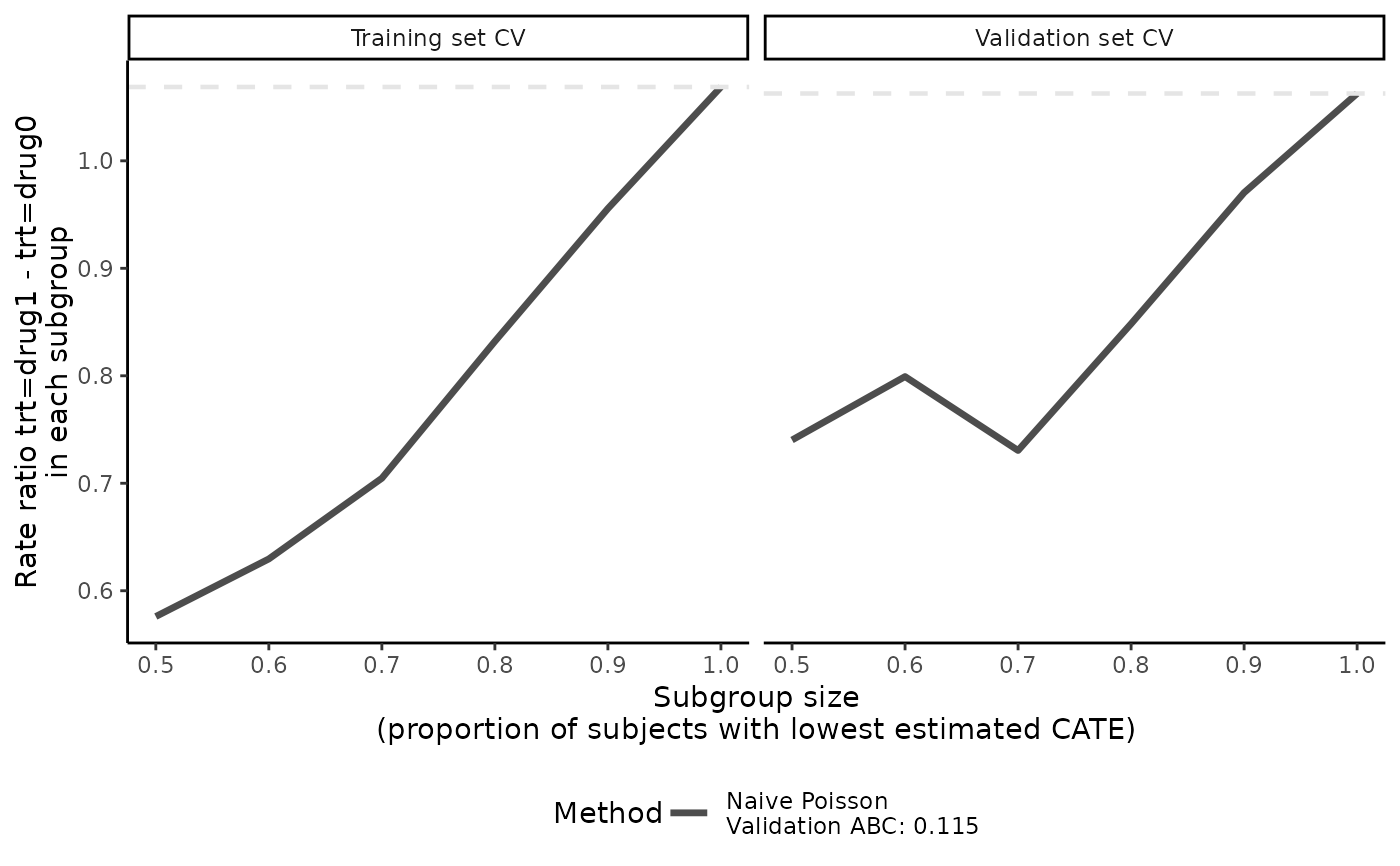 Training set CV
Validation set CV
Rate ratio trt=drug1 - trt=drug0
in each subgroup
1.0
0.9
0.8
0.7
0.6
0.5 0.6 0.7 0.8 0.9 1.0
0.5 0.6 0.7 0.8 0.9 1.0
Subgroup size
(proportion of subjects with lowest estimated CATE)
Method
Naive Poisson
Validation ABC: 0.115